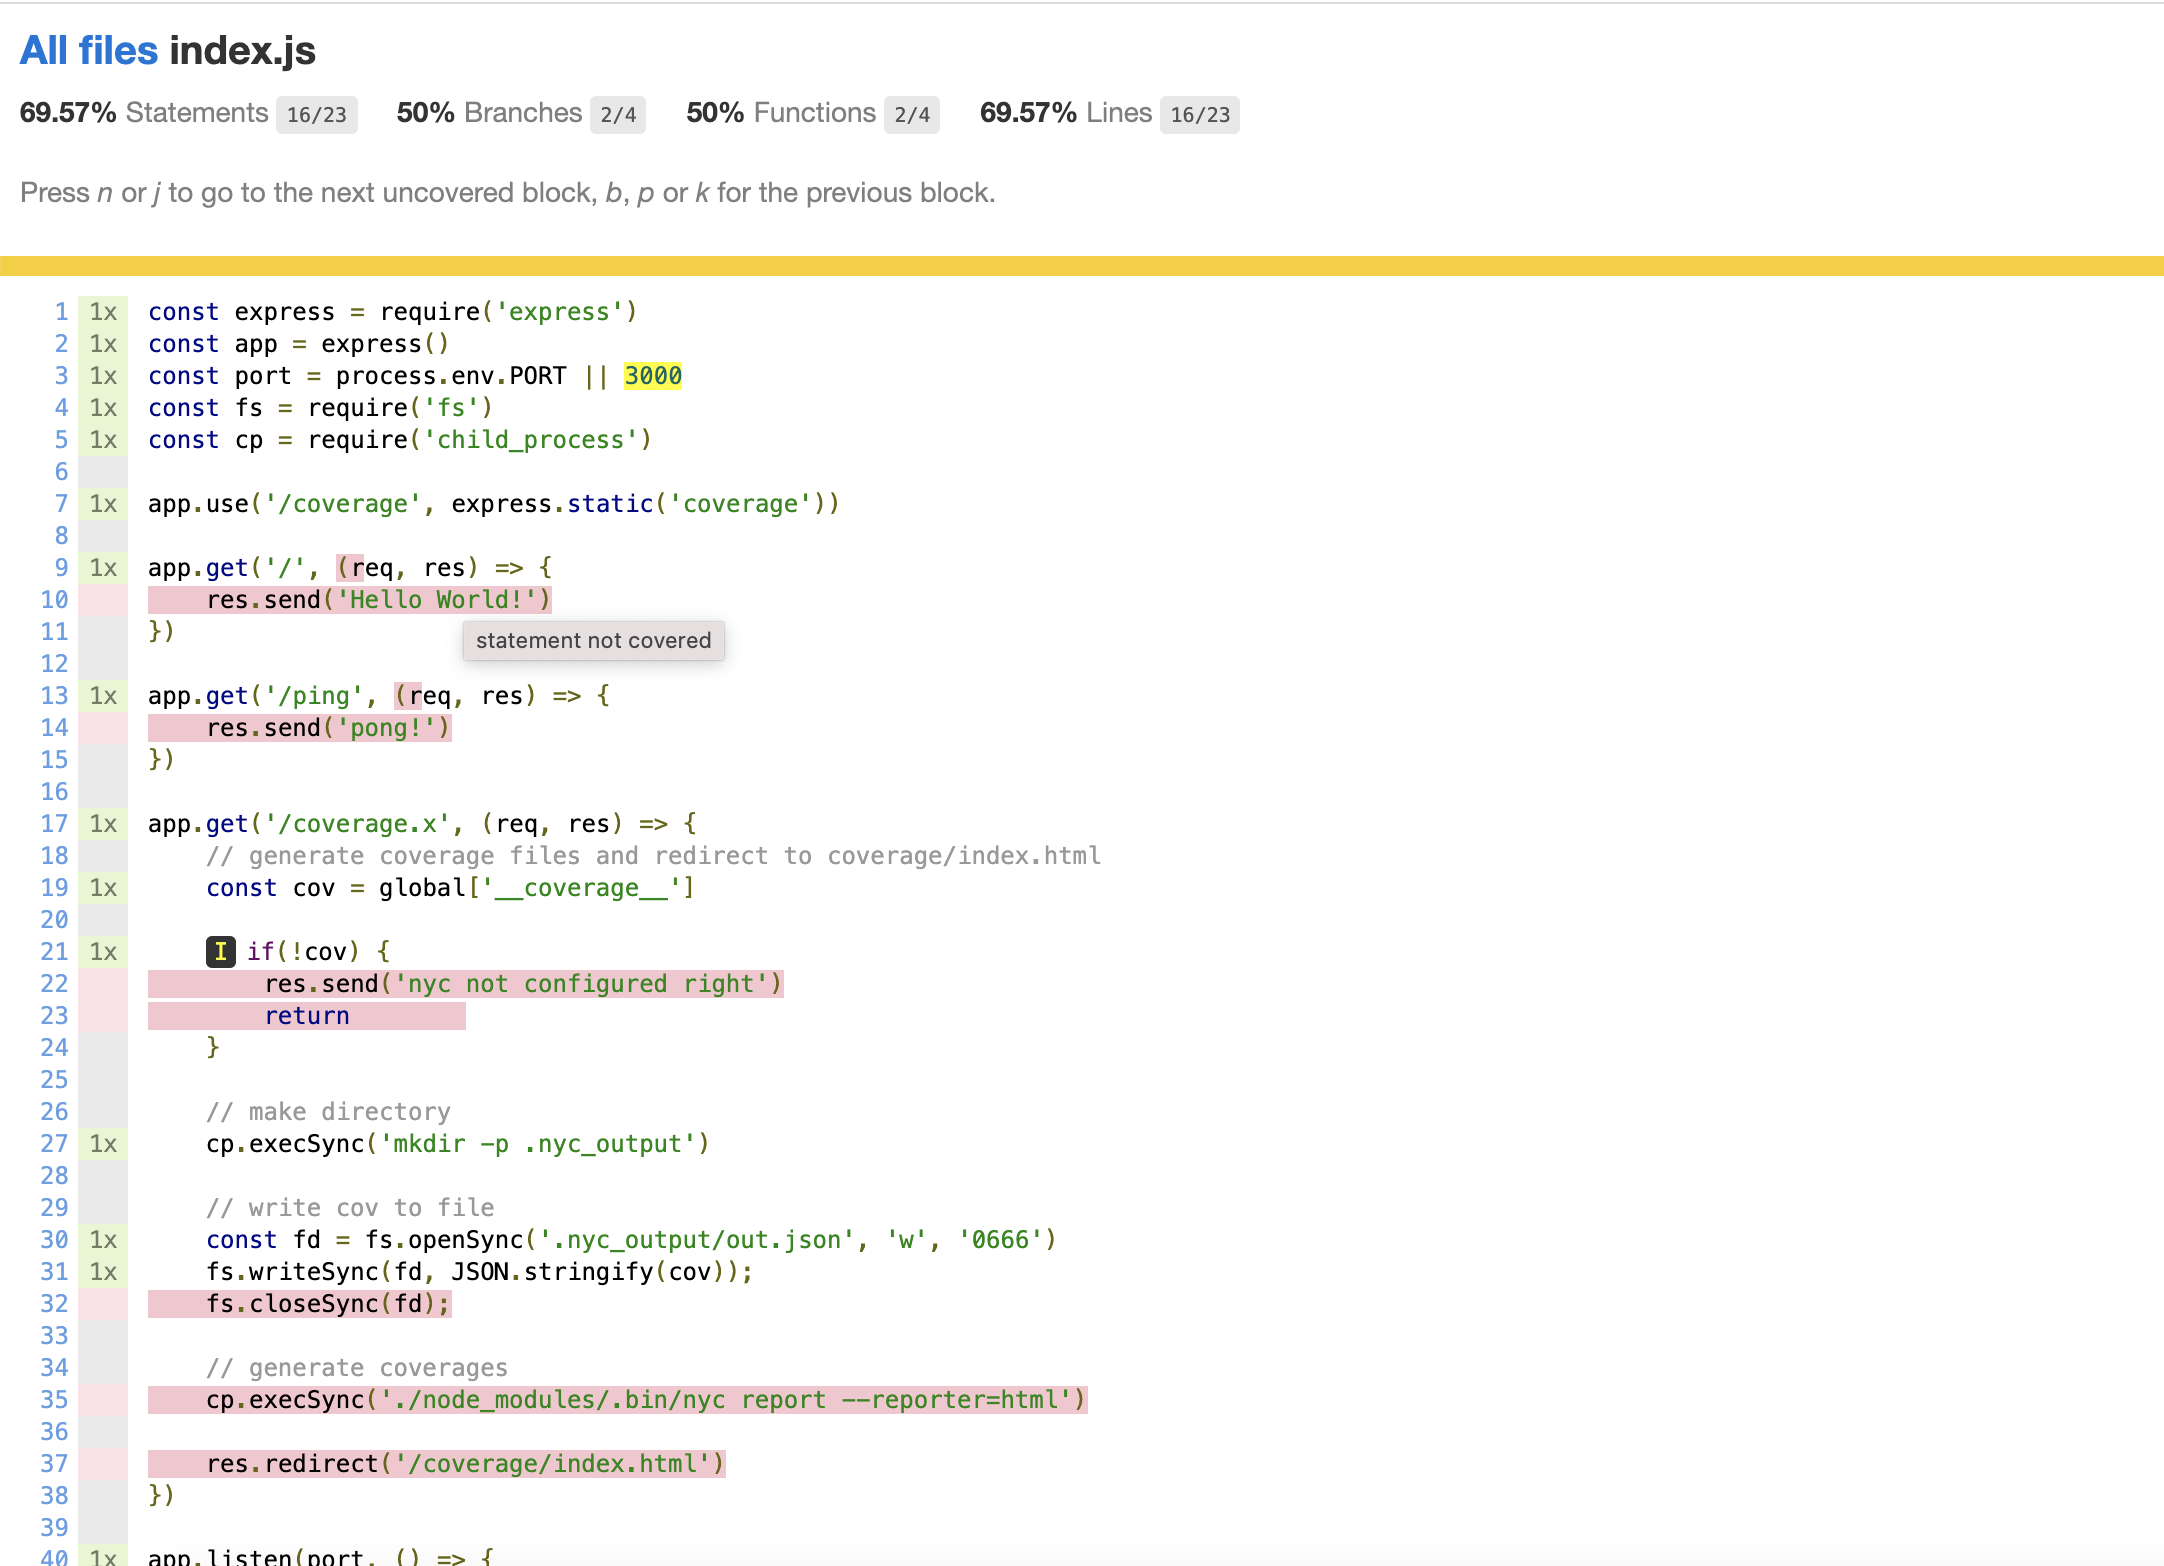 All files index.js
69.57% Statements 16/23 50% Branches 2/4 50% Functions 2/4 69.57% Lines 16/23
Press n or j to go to the next uncovered block, b, p or k for the previous block.
1 1x const express = require('express')
2 1x const app = express()
3 1x const port = process.env.PORT || 3000
4 1x const fs = require('fs')
5 1x const cp = require('child_process')
6
7 1x app.use('/coverage', express.static('coverage'))
8
9 1x app.get('/', (req, res) => {
10 res.send('Hello World!')
11 })
statement not covered
12
13 1x app.get('/ping', (req, res) => {
14 res.send('pong!')
15 })
16
17 1x app.get('/coverage.x', (req, res) => {
18 // generate coverage files and redirect to coverage/index.html
19 1x const cov = global['__coverage__']
20
21 1x I if(!cov) {
22 res.send('nyc not configured right')
23 return
24 }
25
26 // make directory
27 1x cp.execSync('mkdir -p .nyc_output')
28
29 // write cov to file
30 1x const fd = fs.openSync('.nyc_output/out.json', 'w', '0666')
31 1x fs.writeSync(fd, JSON.stringify(cov));
32 fs.closeSync(fd);
33
34 // generate coverages
35 cp.execSync('./node_modules/.bin/nyc report --reporter=html')
36
37 res.redirect('/coverage/index.html')
38 })
39
40 1x app.listen(port, () => {